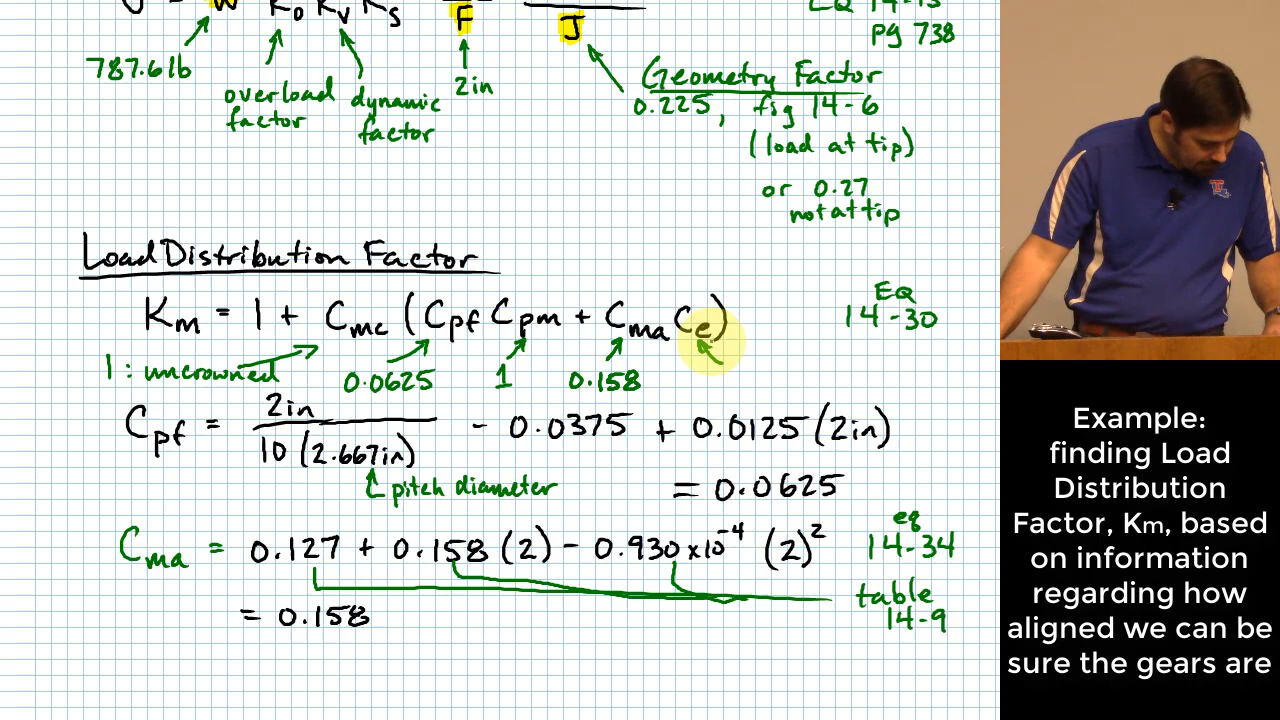 σ = W K₀ Kᵥ Kₛ
F
J
EQ 14-15
pg 738
787.6 lb
overload factor
dynamic factor
2in
Geometry Factor
0.225, fig 14-6
(load at tip)
or 0.27
not at tip
Load Distribution Factor
Km = 1 + Cmc (Cpf Cpm + Cma Ce)
EQ 14-30
1: uncrowned
0.0625
1
0.158
Cpf = 2in / 10 (2.667in) - 0.0375 + 0.0125 (2in)
pitch diameter
= 0.0625
Cma = 0.127 + 0.158 (2) - 0.930 x10⁻⁴ (2)²
eq 14-34
table 14-9
= 0.158
Example:
finding Load
Distribution
Factor, Km, based
on information
regarding how
aligned we can be
sure the gears are